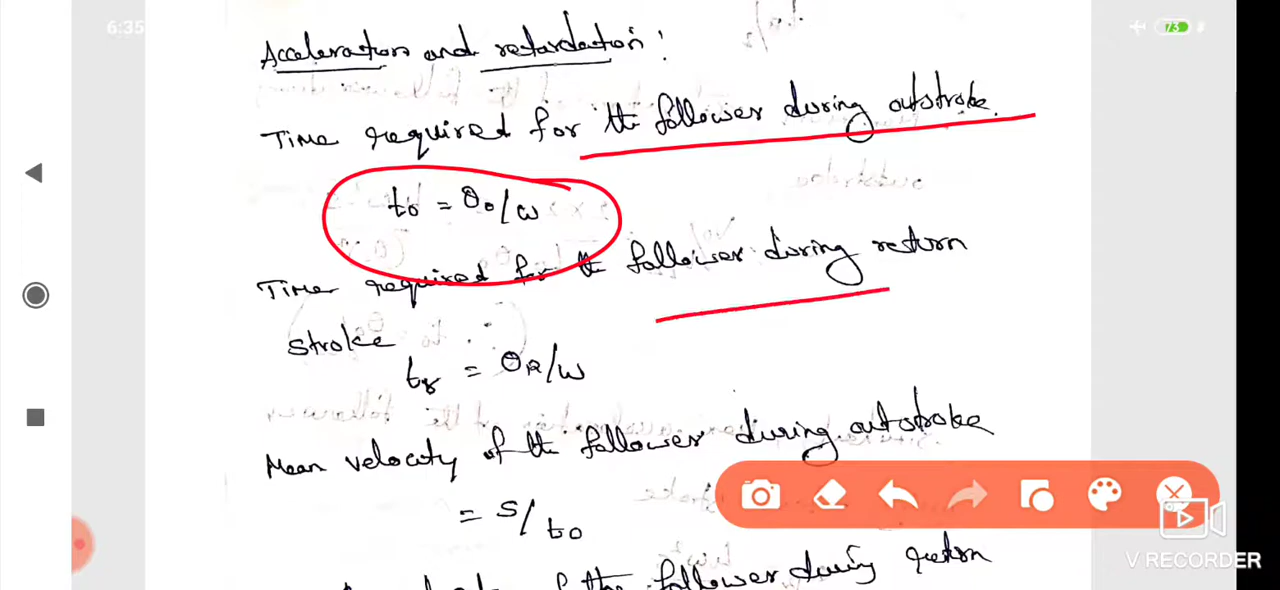 6:35
73
Acceleration and retardation:
Time required for the follower during outstroke.
to = θo/ω
Time required for the follower during return
stroke
tr = θR/ω
Mean velocity of the follower during outstroke
= S/to
of the follower during return
V RECORDER